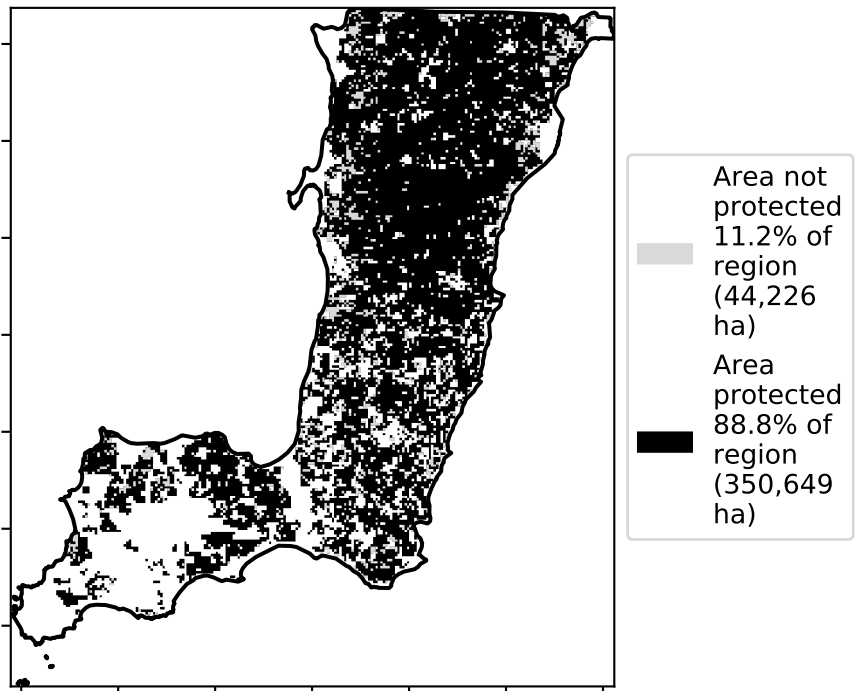 Area not
protected
11.2% of
region
(44,226
ha)
Area
protected
88.8% of
region
(350,649
ha)